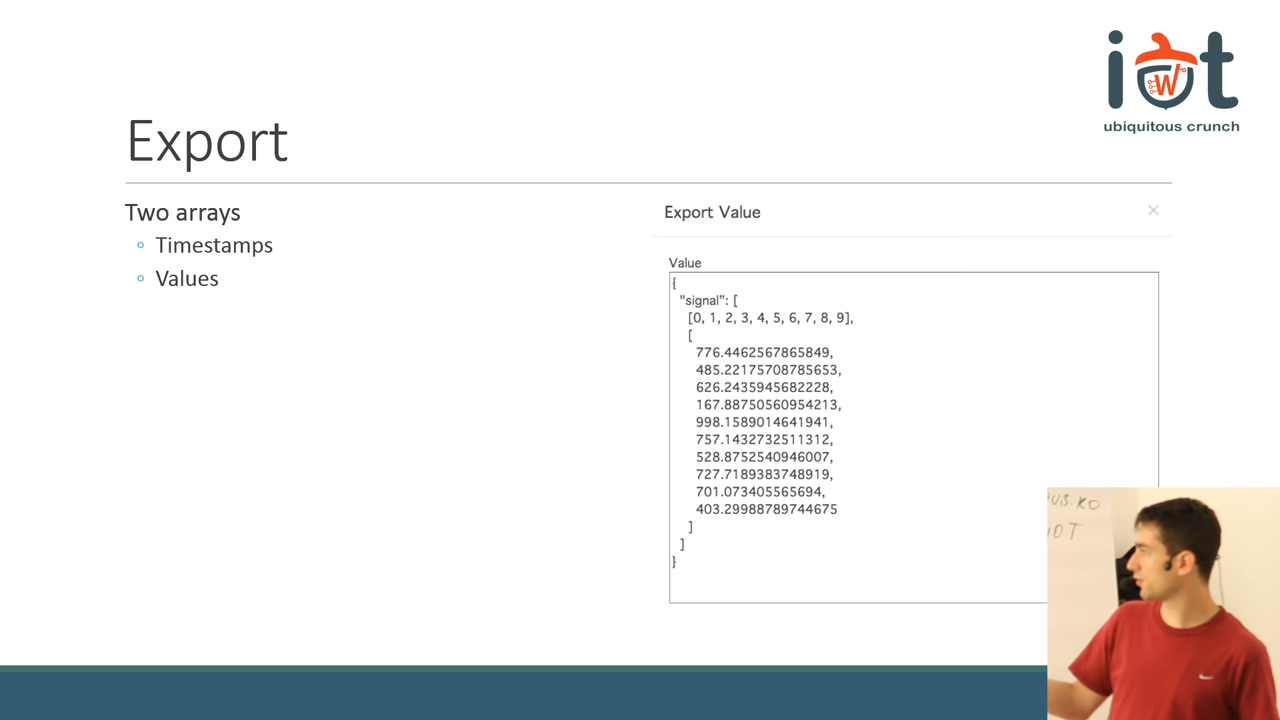 iot
W
ubiquitous crunch
Export
Two arrays
Timestamps
Values
Export Value
Value
{
"signal": [
[0, 1, 2, 3, 4, 5, 6, 7, 8, 9],
[
776.4462567865849,
485.22175708785653,
626.2435945682228,
167.88750560954213,
998.1589014641941,
757.1432732511312,
528.8752540946007,
727.7189383748919,
701.073405565694,
403.29988789744675
]
]
}